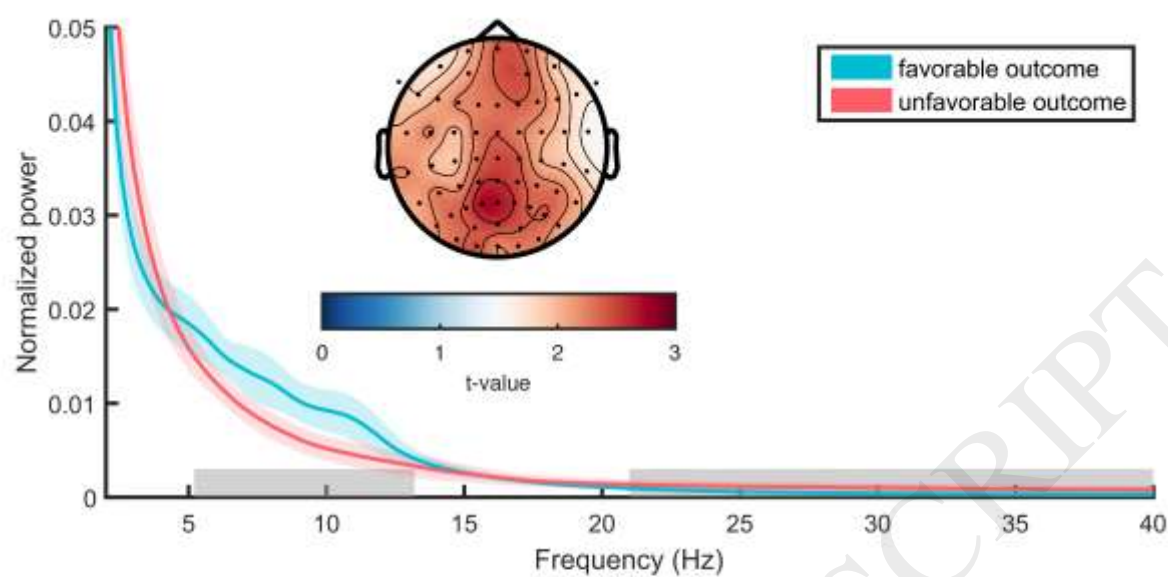 0.05
0.04
0.03
0.02
0.01
0
Normalized power
favorable outcome
unfavorable outcome
0 1 2 3
t-value
5 10 15 20 25 30 35 40
Frequency (Hz)
SCRIPT